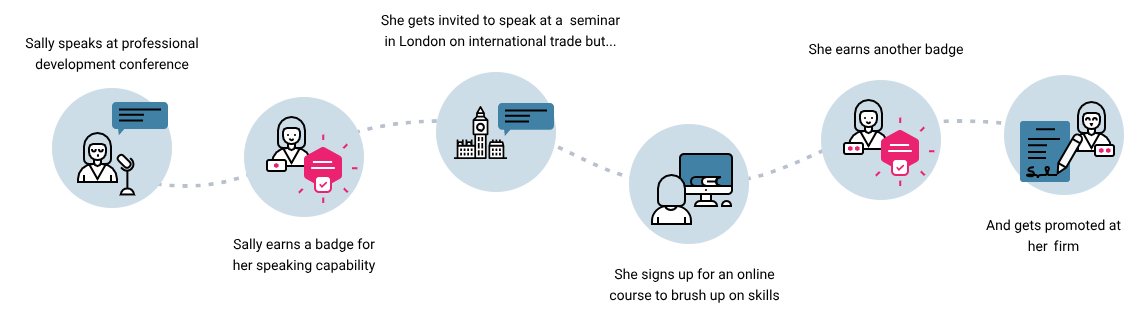 Sally speaks at professional
development conference
Sally earns a badge for
her speaking capability
She gets invited to speak at a seminar
in London on international trade but...
She signs up for an online
course to brush up on skills
She earns another badge
And gets promoted at
her firm